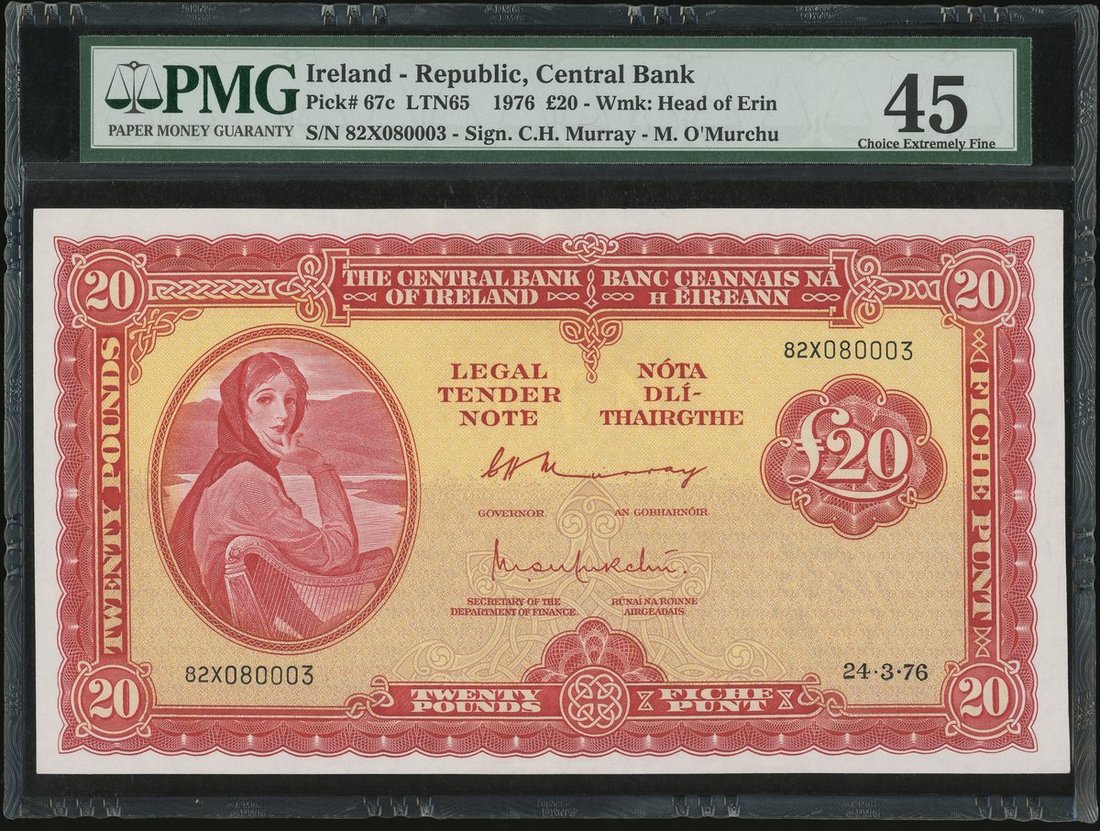 PMG
PAPER MONEY GUARANTY
Ireland - Republic, Central Bank
Pick# 67c LTN65 1976 £20 - Wmk: Head of Erin
S/N 82X080003 - Sign. C.H. Murray - M. O'Murchu
45
Choice Extremely Fine
20
THE CENTRAL BANK
OF IRELAND
BANC CEANNAIS NA
H ÉIREANN
20
82X080003
LEGAL
TENDER
NOTE
NÓTA
DLÍ-
THAIRGTHE
£20
TWENTY POUNDS
FICHE PUNT
C H Murray
GOVERNOR
AN GOBHARNÓIR
SECRETARY OF THE
DEPARTMENT OF FINANCE.
RÚNAÍ NA ROINNE
AIRGEADAIS
82X080003
24·3·76
20
TWENTY
POUNDS
FICHE
PUNT
20